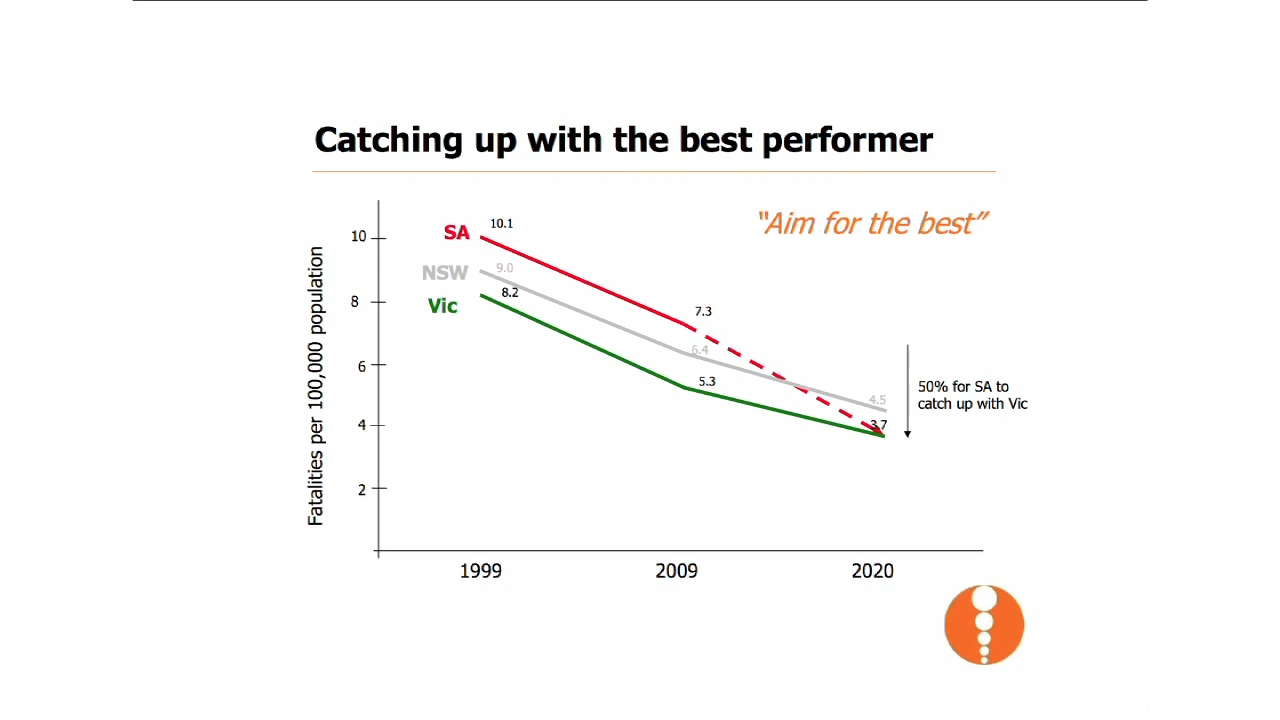 Catching up with the best performer
"Aim for the best"
Fatalities per 100,000 population
10
8
6
4
2
SA
10.1
NSW
9.0
Vic
8.2
7.3
6.4
5.3
4.5
3.7
50% for SA to
catch up with Vic
1999
2009
2020